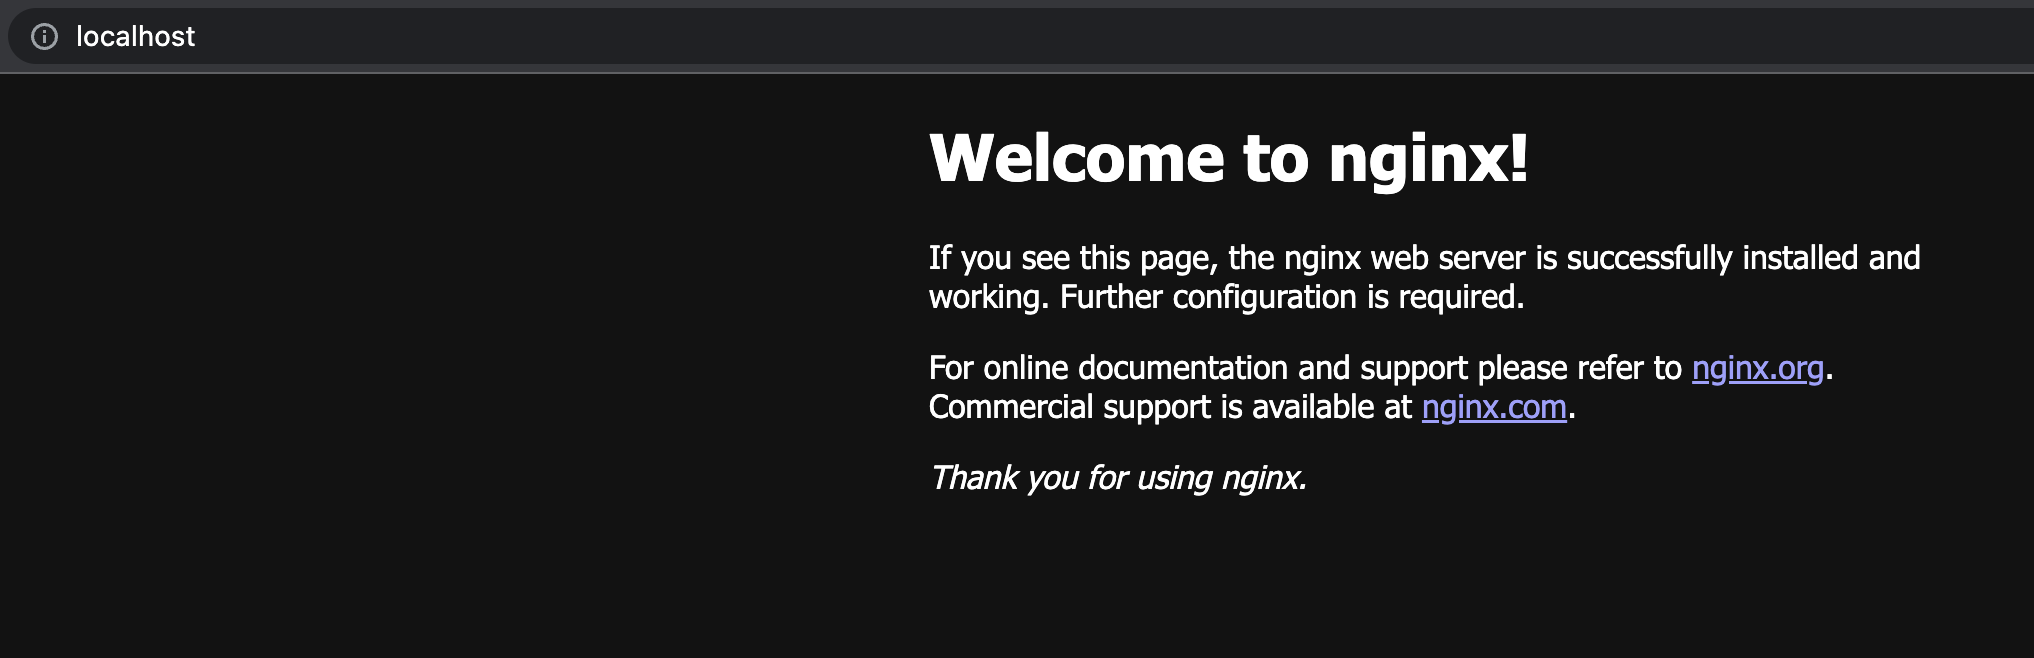 localhost
Welcome to nginx!
If you see this page, the nginx web server is successfully installed and
working. Further configuration is required.
For online documentation and support please refer to nginx.org.
Commercial support is available at nginx.com.
Thank you for using nginx.